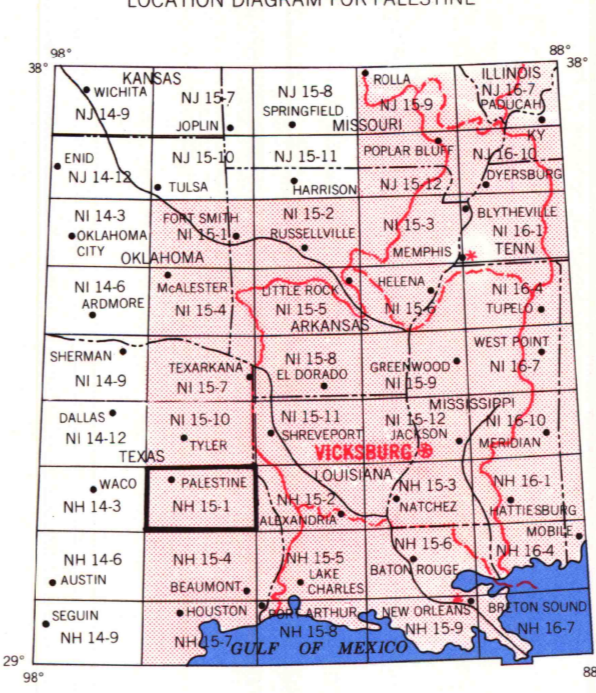 LOCATION DIAGRAM FOR PALESTINE
98° 88°
38° 38°
KANSAS ROLLA ILLINOIS
WICHITA NJ 15-7 NJ 15-8 NJ 15-9 NJ 16-7
NJ 14-9 JOPLIN SPRINGFIELD MISSOURI PADUCAH
KY
ENID NJ 15-10 NJ 15-11 POPLAR BLUFF NJ 16-10
NJ 14-12 TULSA HARRISON NJ 15-12 DYERSBURG
NI 14-3 FORT SMITH NI 15-2 NI 15-3 BLYTHEVILLE
OKLAHOMA CITY NI 15-1 RUSSELLVILLE MEMPHIS NI 16-1
OKLAHOMA TENN
NI 14-6 McALESTER LITTLE ROCK HELENA NI 16-4
ARDMORE NI 15-4 NI 15-5 NI 15-6 TUPELO
ARKANSAS
SHERMAN TEXARKANA NI 15-8 GREENWOOD WEST POINT
NI 14-9 NI 15-7 EL DORADO NI 15-9 NI 16-7
MISSISSIPPI
DALLAS NI 15-10 NI 15-11 NI 15-12 NI 16-10
NI 14-12 TYLER SHREVEPORT JACKSON MERIDIAN
TEXAS VICKSBURG
LOUISIANA
WACO PALESTINE NH 15-2 NH 15-3 NH 16-1
NH 14-3 NH 15-1 ALEXANDRIA NATCHEZ HATTIESBURG
MOBILE
NH 14-6 NH 15-4 NH 15-5 NH 15-6 NH 16-4
AUSTIN BEAUMONT LAKE CHARLES BATON ROUGE
SEGUIN HOUSTON PORT ARTHUR NEW ORLEANS BRETON SOUND
NH 14-9 NH 15-7 NH 15-8 NH 15-9 NH 16-7
GULF OF MEXICO
29°
98° 88